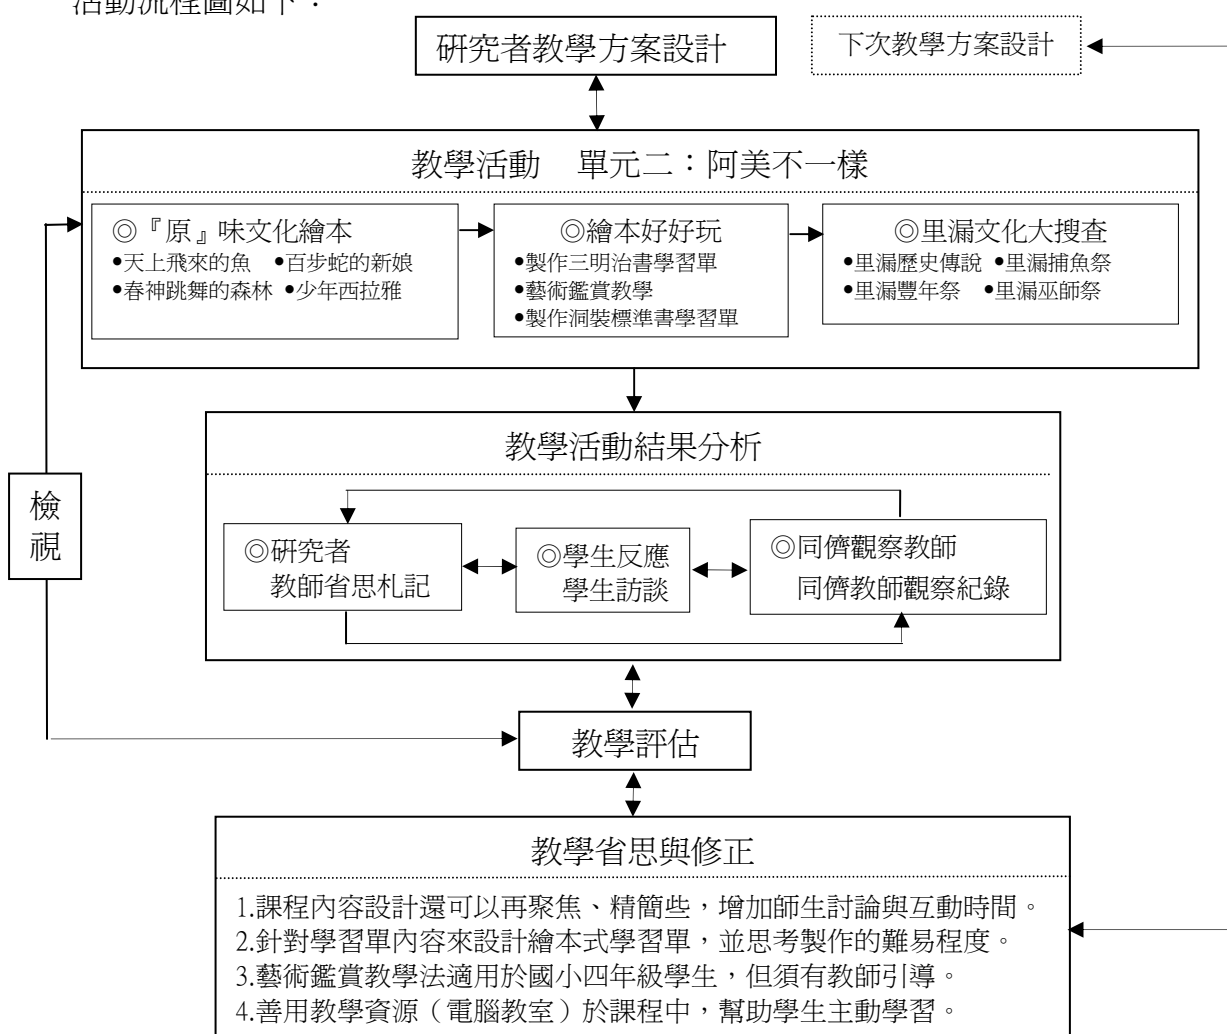 活動流程圖如下：
研究者教學方案設計
下次教學方案設計
教學活動 單元二：阿美不一樣
◎『原』味文化繪本
•天上飛來的魚 •百步蛇的新娘
•春神跳舞的森林 •少年西拉雅
◎繪本好好玩
•製作三明治書學習單
•藝術鑑賞教學
•製作洞裝標準書學習單
◎里漏文化大搜查
•里漏歷史傳說 •里漏捕魚祭
•里漏豐年祭 •里漏巫師祭
教學活動結果分析
檢
視
◎研究者
教師省思札記
◎學生反應
學生訪談
◎同儕觀察教師
同儕教師觀察紀錄
教學評估
教學省思與修正
1.課程內容設計還可以再聚焦、精簡些，增加師生討論與互動時間。
2.針對學習單內容來設計繪本式學習單，並思考製作的難易程度。
3.藝術鑑賞教學法適用於國小四年級學生，但須有教師引導。
4.善用教學資源（電腦教室）於課程中，幫助學生主動學習。